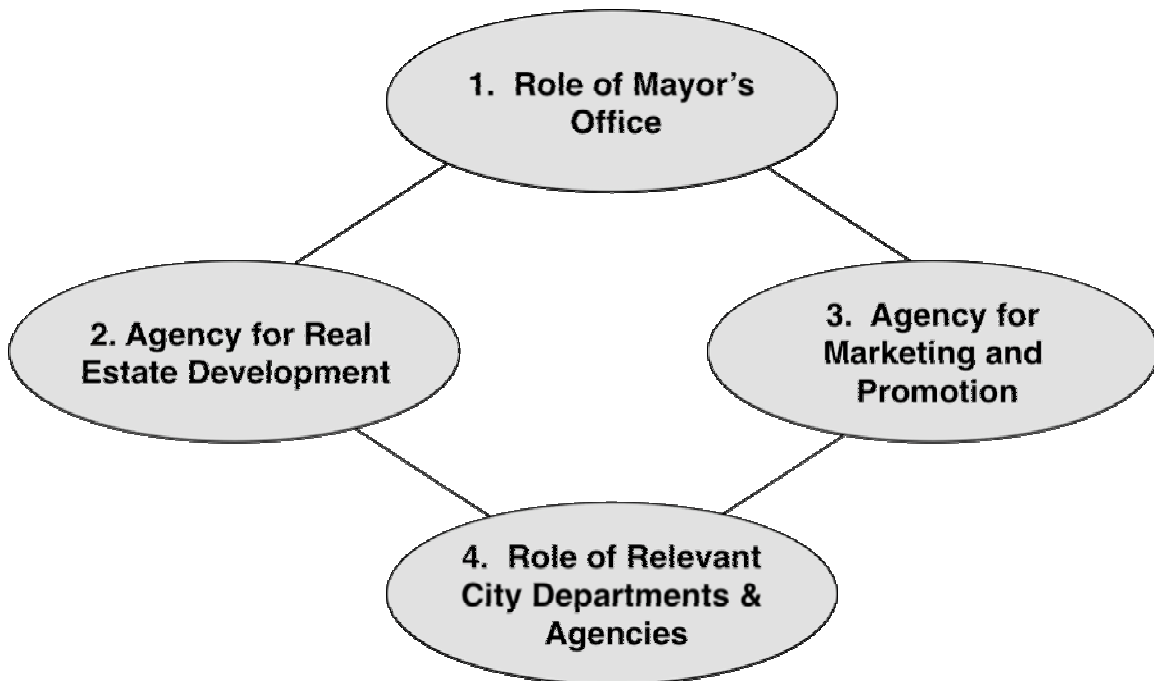 1. Role of Mayor's
Office
2. Agency for Real
Estate Development
3. Agency for
Marketing and
Promotion
4. Role of Relevant
City Departments &
Agencies